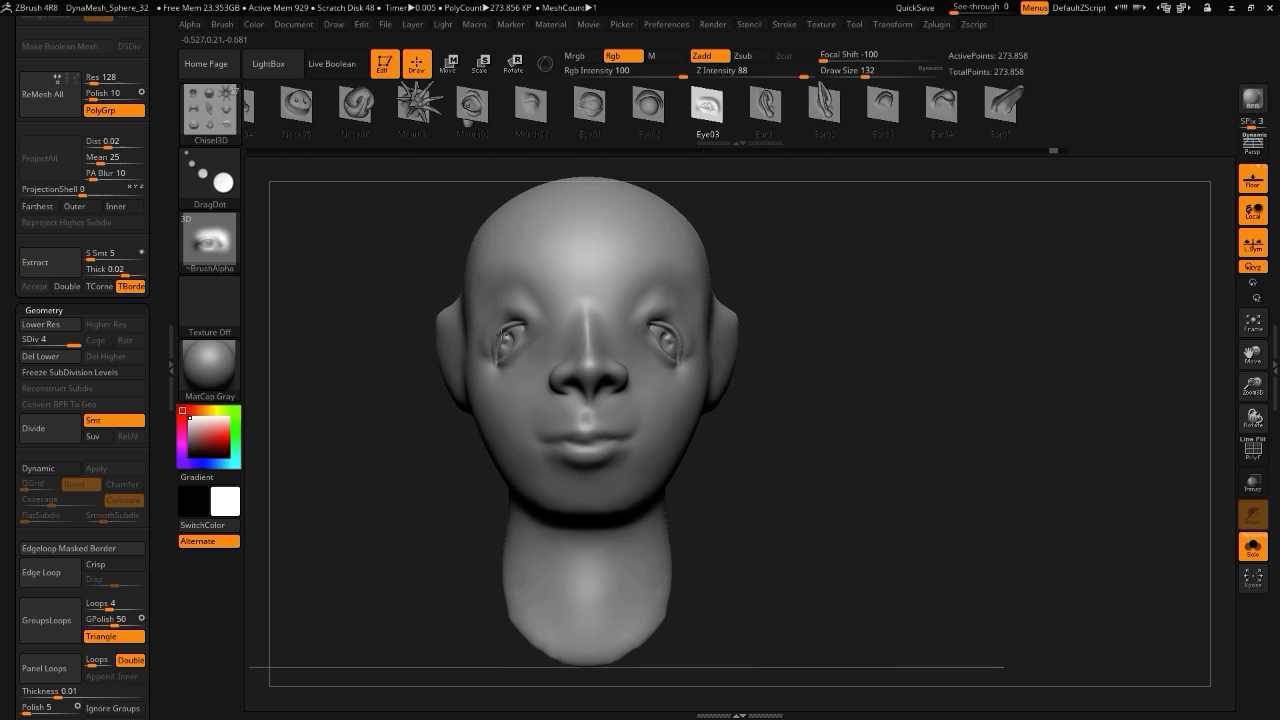 ZBrush 4R8 DynaMesh_Sphere_32 ● Free Mem 23.353GB ● Active Mem 929 ● Scratch Disk 48 ● Timer▶0.005 ● PolyCount▶273.856 KP ● MeshCount▶1 QuickSave See-through 0 Menus DefaultZScript
Alpha Brush Color Document Draw Edit File Layer Light Macro Marker Material Movie Picker Preferences Render Stencil Stroke Texture Tool Transform Zplugin Zscript
-0.527,0.21,-0.681
Home Page LightBox Live Boolean Edit Draw Move Scale Rotate
Mrgb Rgb M Zadd Zsub Zcut Focal Shift -100 ActivePoints: 273.858
Rgb Intensity 100 Z Intensity 88 Draw Size 132 Dynamic TotalPoints: 273.858
Nose05 Eye01 Eye02 Eye03 Ear02 Ear03 Ear04 Ear05
Make Boolean Mesh DSDiv
ReMesh All Res 128
Polish 10
PolyGrp
ProjectAll Dist 0.02
Mean 25
PA Blur 10
ProjectionShell 0 X Y Z
Farthest Outer Inner
Reproject Higher Subdiv
Extract S Smt 5
Thick 0.02
Accept Double TCorne TBorde
Geometry
Lower Res Higher Res
SDiv 4 Cage Rstr
Del Lower Del Higher
Freeze SubDivision Levels
Reconstruct Subdiv
Convert BPR To Geo
Divide Smt
Suv ReUV
Dynamic Apply
QGrid Bevel Chamfer
Coverage Constant
FlatSubdiv SmoothSubdiv
Edgeloop Masked Border
Edge Loop Crisp
Disp
GroupsLoops Loops 4
GPolish 50
Triangle
Panel Loops Loops Double
Append Inner
Thickness 0.01
Polish 5 Ignore Groups
Chisel3D
DragDot
3D
~BrushAlpha
Texture Off
MatCap Gray
Gradient
SwitchColor
Alternate
BPR
SPix 3
Dynamic
Persp
Floor
Local
L.Sym
XYZ
Frame
Move
Zoom3D
Rotate
Line Fill
PolyF
Transp
Solo
Xpose